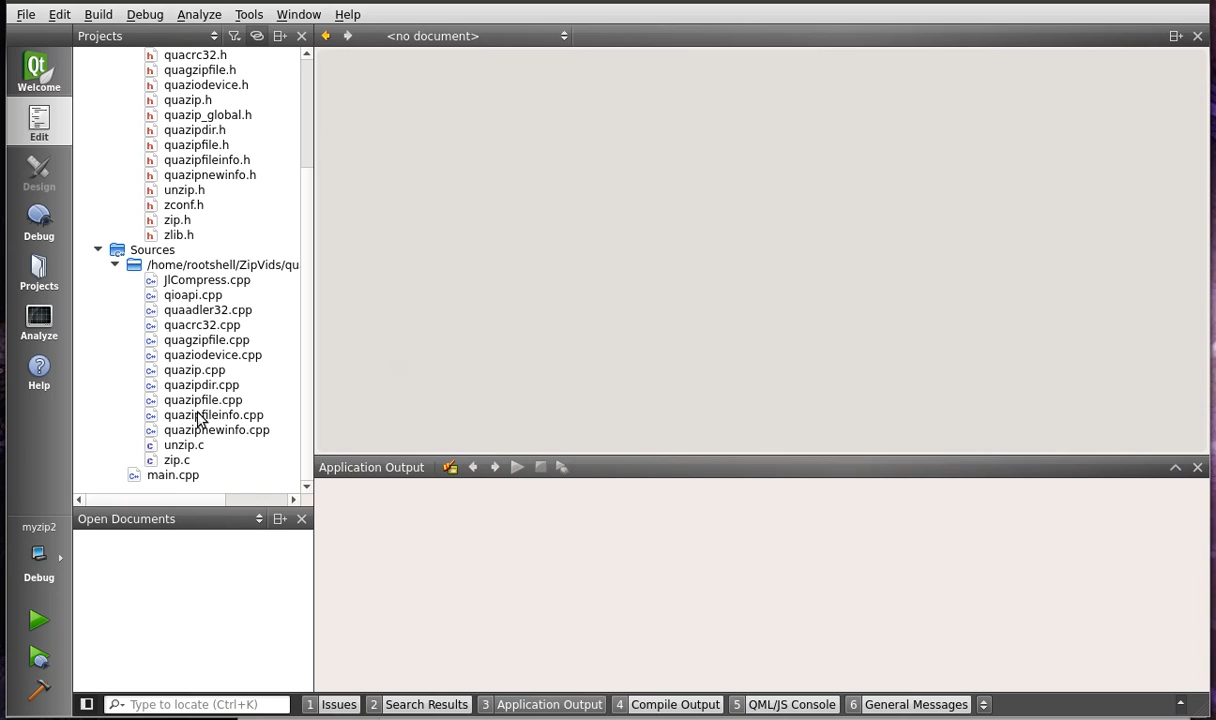 File Edit Build Debug Analyze Tools Window Help
Projects
<no document>
Qt
Welcome
Edit
Design
Debug
Projects
Analyze
Help
quacrc32.h
quagzipfile.h
quaziodevice.h
quazip.h
quazip_global.h
quazipdir.h
quazipfile.h
quazipfileinfo.h
quazipnewinfo.h
unzip.h
zconf.h
zip.h
zlib.h
Sources
/home/rootshell/ZipVids/qu
JlCompress.cpp
qioapi.cpp
quaadler32.cpp
quacrc32.cpp
quagzipfile.cpp
quaziodevice.cpp
quazip.cpp
quazipdir.cpp
quazipfile.cpp
quazipfileinfo.cpp
quazipnewinfo.cpp
unzip.c
zip.c
main.cpp
Application Output
Open Documents
myzip2
Debug
Type to locate (Ctrl+K)
1 Issues 2 Search Results 3 Application Output 4 Compile Output 5 QML/JS Console 6 General Messages